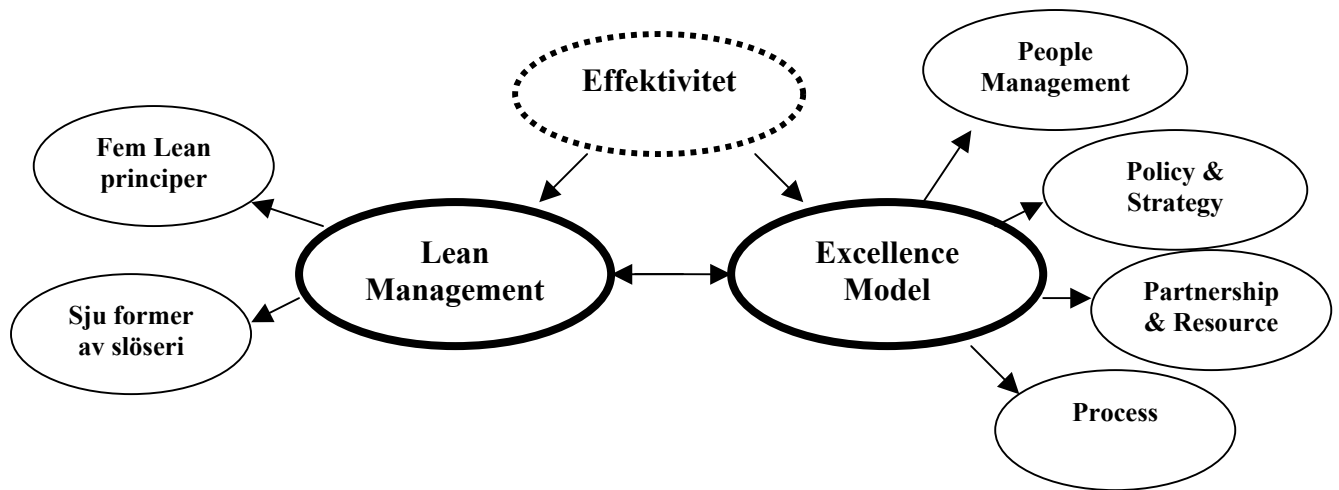 Effektivitet
People
Management
Fem Lean
principer
Policy &
Strategy
Lean
Management
Excellence
Model
Sju former
av slöseri
Partnership
& Resource
Process